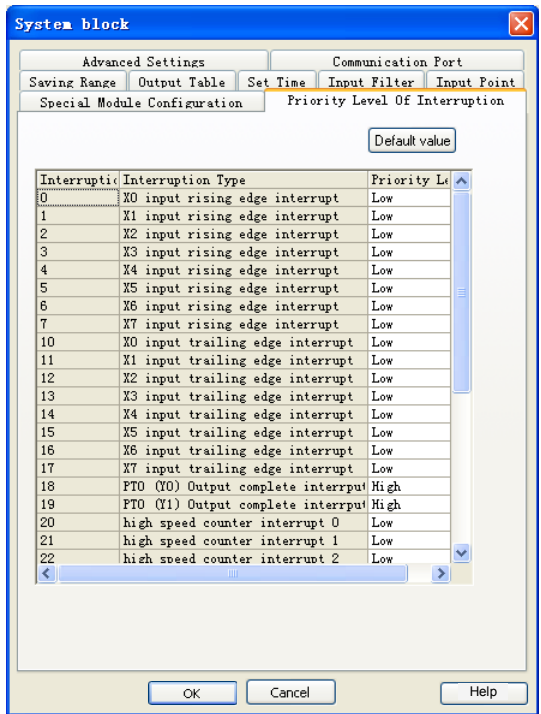 System block
Advanced Settings Communication Port
Saving Range Output Table Set Time Input Filter Input Point
Special Module Configuration Priority Level Of Interruption
Default value
Interruptio Interruption Type Priority Le
0 X0 input rising edge interrupt Low
1 X1 input rising edge interrupt Low
2 X2 input rising edge interrupt Low
3 X3 input rising edge interrupt Low
4 X4 input rising edge interrupt Low
5 X5 input rising edge interrupt Low
6 X6 input rising edge interrupt Low
7 X7 input rising edge interrupt Low
10 X0 input trailing edge interrupt Low
11 X1 input trailing edge interrupt Low
12 X2 input trailing edge interrupt Low
13 X3 input trailing edge interrupt Low
14 X4 input trailing edge interrupt Low
15 X5 input trailing edge interrupt Low
16 X6 input trailing edge interrupt Low
17 X7 input trailing edge interrupt Low
18 PTO (Y0) Output complete interrput High
19 PTO (Y1) Output complete interrput High
20 high speed counter interrupt 0 Low
21 high speed counter interrupt 1 Low
22 high speed counter interrupt 2 Low
OK Cancel Help